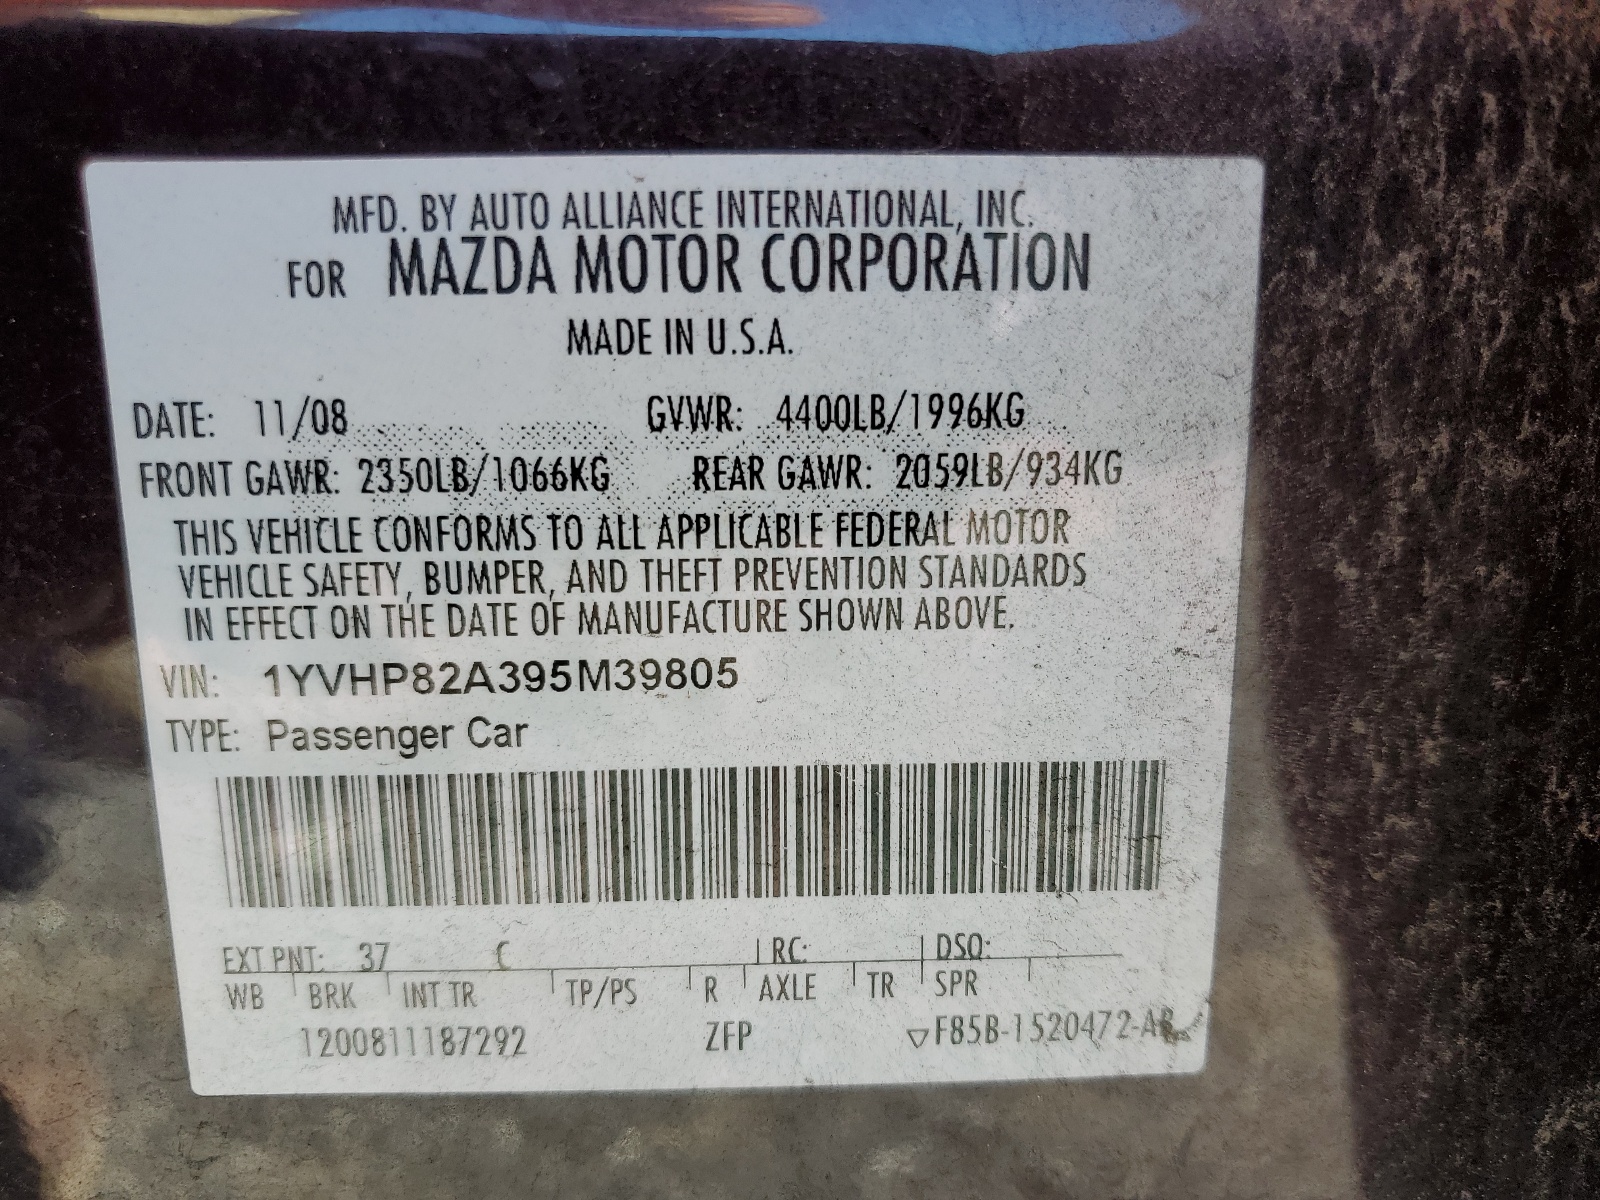 MFD. BY AUTO ALLIANCE INTERNATIONAL, INC.
FOR MAZDA MOTOR CORPORATION
MADE IN U.S.A.
DATE: 11/08 GVWR: 4400LB/1996KG
FRONT GAWR: 2350LB/1066KG REAR GAWR: 2059LB/934KG
THIS VEHICLE CONFORMS TO ALL APPLICABLE FEDERAL MOTOR
VEHICLE SAFETY, BUMPER, AND THEFT PREVENTION STANDARDS
IN EFFECT ON THE DATE OF MANUFACTURE SHOWN ABOVE.
VIN: 1YVHP82A395M39805
TYPE: Passenger Car
EXT PNT: 37 C RC: DSO:
WB BRK INT TR TP/PS R AXLE TR SPR
1200811187292 ZFP